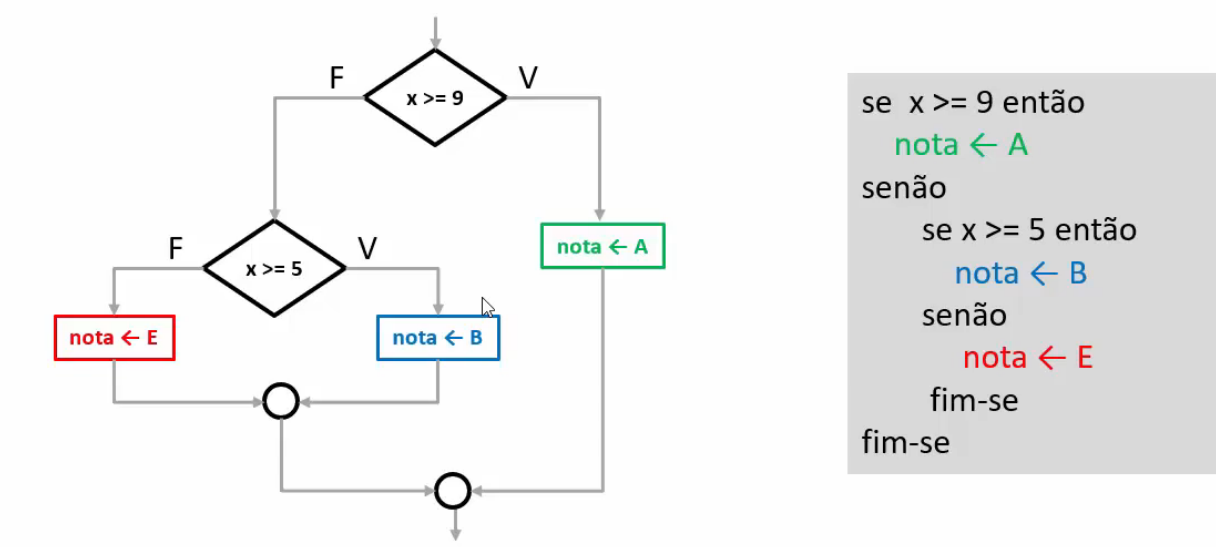 F
V
x >= 9
F
V
x >= 5
nota ← A
nota ← E
nota ← B
se x >= 9 então
nota ← A
senão
se x >= 5 então
nota ← B
senão
nota ← E
fim-se
fim-se